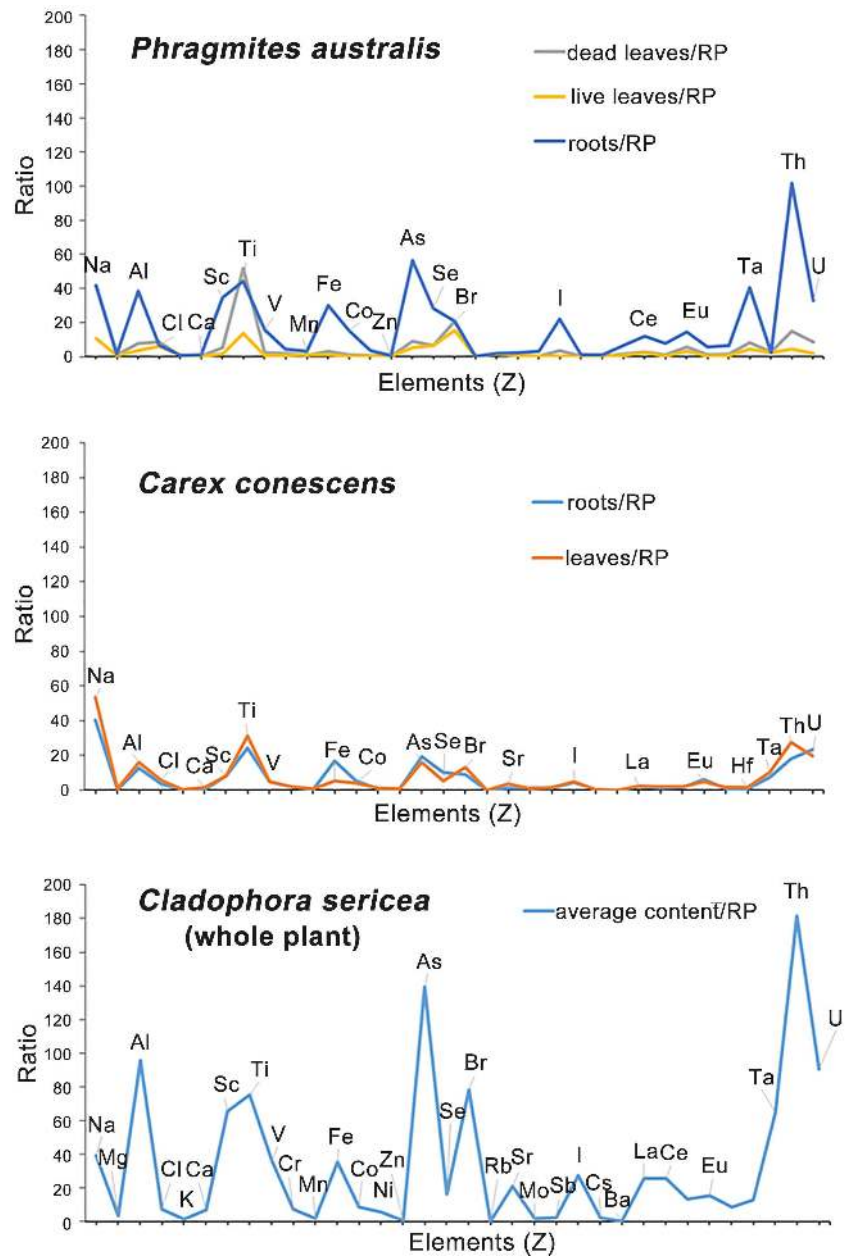 Phragmites australis
dead leaves/RP
live leaves/RP
roots/RP
Ratio
200
180
160
140
120
100
80
60
40
20
0
Na
Al
Cl
Ca
Sc
Ti
V
Mn
Fe
Co
Zn
As
Se
Br
I
Ce
Eu
Ta
Th
U
Elements (Z)
Carex conescens
roots/RP
leaves/RP
Ratio
200
180
160
140
120
100
80
60
40
20
0
Na
Al
Cl
Ca
Sc
Ti
V
Fe
Co
As
Se
Br
Sr
I
La
Eu
Hf
Ta
Th
U
Elements (Z)
Cladophora sericea
(whole plant)
average content/RP
Ratio
200
180
160
140
120
100
80
60
40
20
0
Na
Mg
Al
Cl
K
Ca
Sc
Ti
V
Cr
Mn
Fe
Co
Ni
Zn
As
Se
Br
Rb
Sr
Mo
Sb
I
Cs
Ba
La
Ce
Eu
Ta
Th
U
Elements (Z)